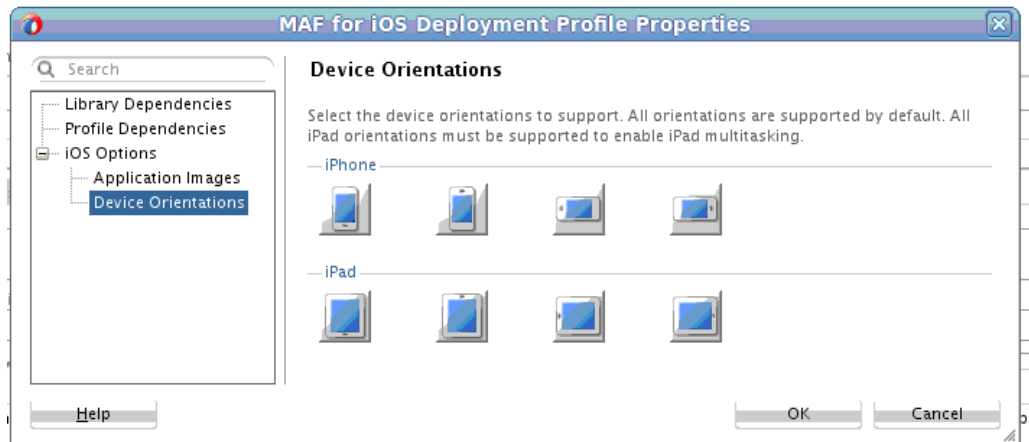 MAF for iOS Deployment Profile Properties
Search
Library Dependencies
Profile Dependencies
iOS Options
Application Images
Device Orientations
Device Orientations
Select the device orientations to support. All orientations are supported by default. All
iPad orientations must be supported to enable iPad multitasking.
iPhone
iPad
Help
OK
Cancel